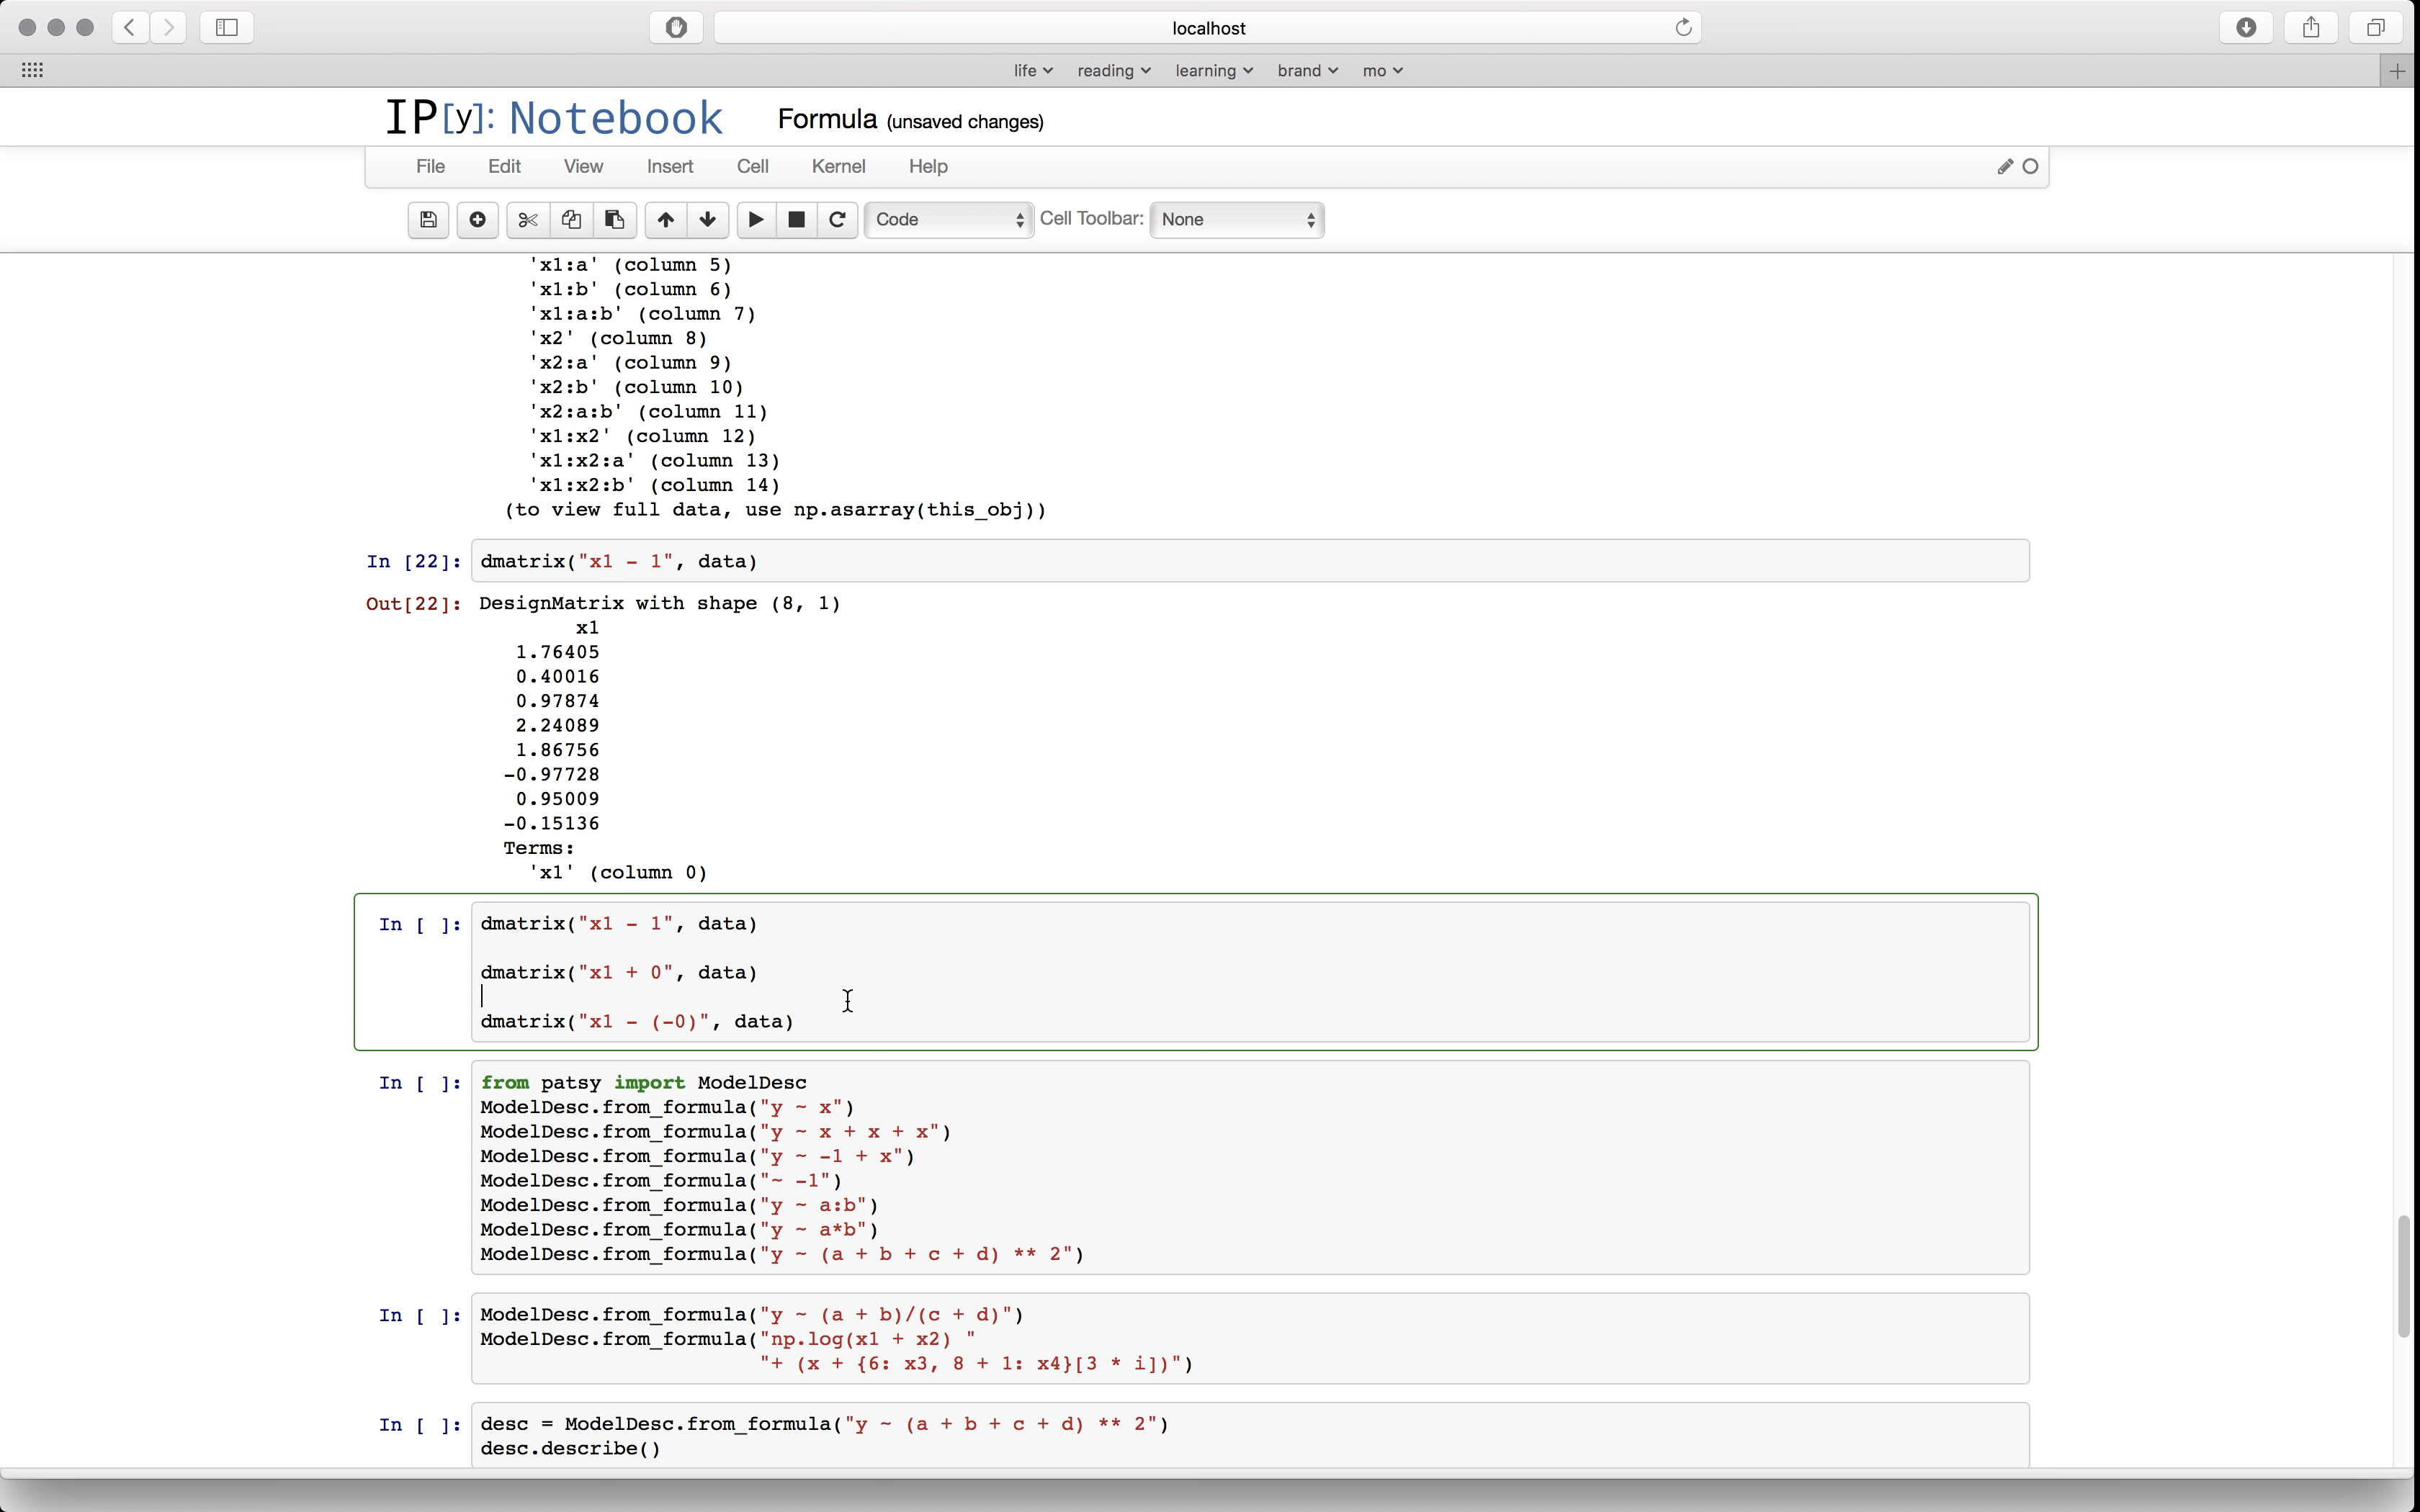 localhost
life reading learning brand mo
IP[y]: Notebook Formula (unsaved changes)
File Edit View Insert Cell Kernel Help
Code Cell Toolbar: None
'x1:a' (column 5)
'x1:b' (column 6)
'x1:a:b' (column 7)
'x2' (column 8)
'x2:a' (column 9)
'x2:b' (column 10)
'x2:a:b' (column 11)
'x1:x2' (column 12)
'x1:x2:a' (column 13)
'x1:x2:b' (column 14)
(to view full data, use np.asarray(this_obj))
In [22]: dmatrix("x1 - 1", data)
Out[22]: DesignMatrix with shape (8, 1)
x1
1.76405
0.40016
0.97874
2.24089
1.86756
-0.97728
0.95009
-0.15136
Terms:
'x1' (column 0)
In [ ]: dmatrix("x1 - 1", data)
dmatrix("x1 + 0", data)
dmatrix("x1 - (-0)", data)
In [ ]: from patsy import ModelDesc
ModelDesc.from_formula("y ~ x")
ModelDesc.from_formula("y ~ x + x + x")
ModelDesc.from_formula("y ~ -1 + x")
ModelDesc.from_formula("~ -1")
ModelDesc.from_formula("y ~ a:b")
ModelDesc.from_formula("y ~ a*b")
ModelDesc.from_formula("y ~ (a + b + c + d) ** 2")
In [ ]: ModelDesc.from_formula("y ~ (a + b)/(c + d)")
ModelDesc.from_formula("np.log(x1 + x2) "
"+ (x + {6: x3, 8 + 1: x4}[3 * i])")
In [ ]: desc = ModelDesc.from_formula("y ~ (a + b + c + d) ** 2")
desc.describe()